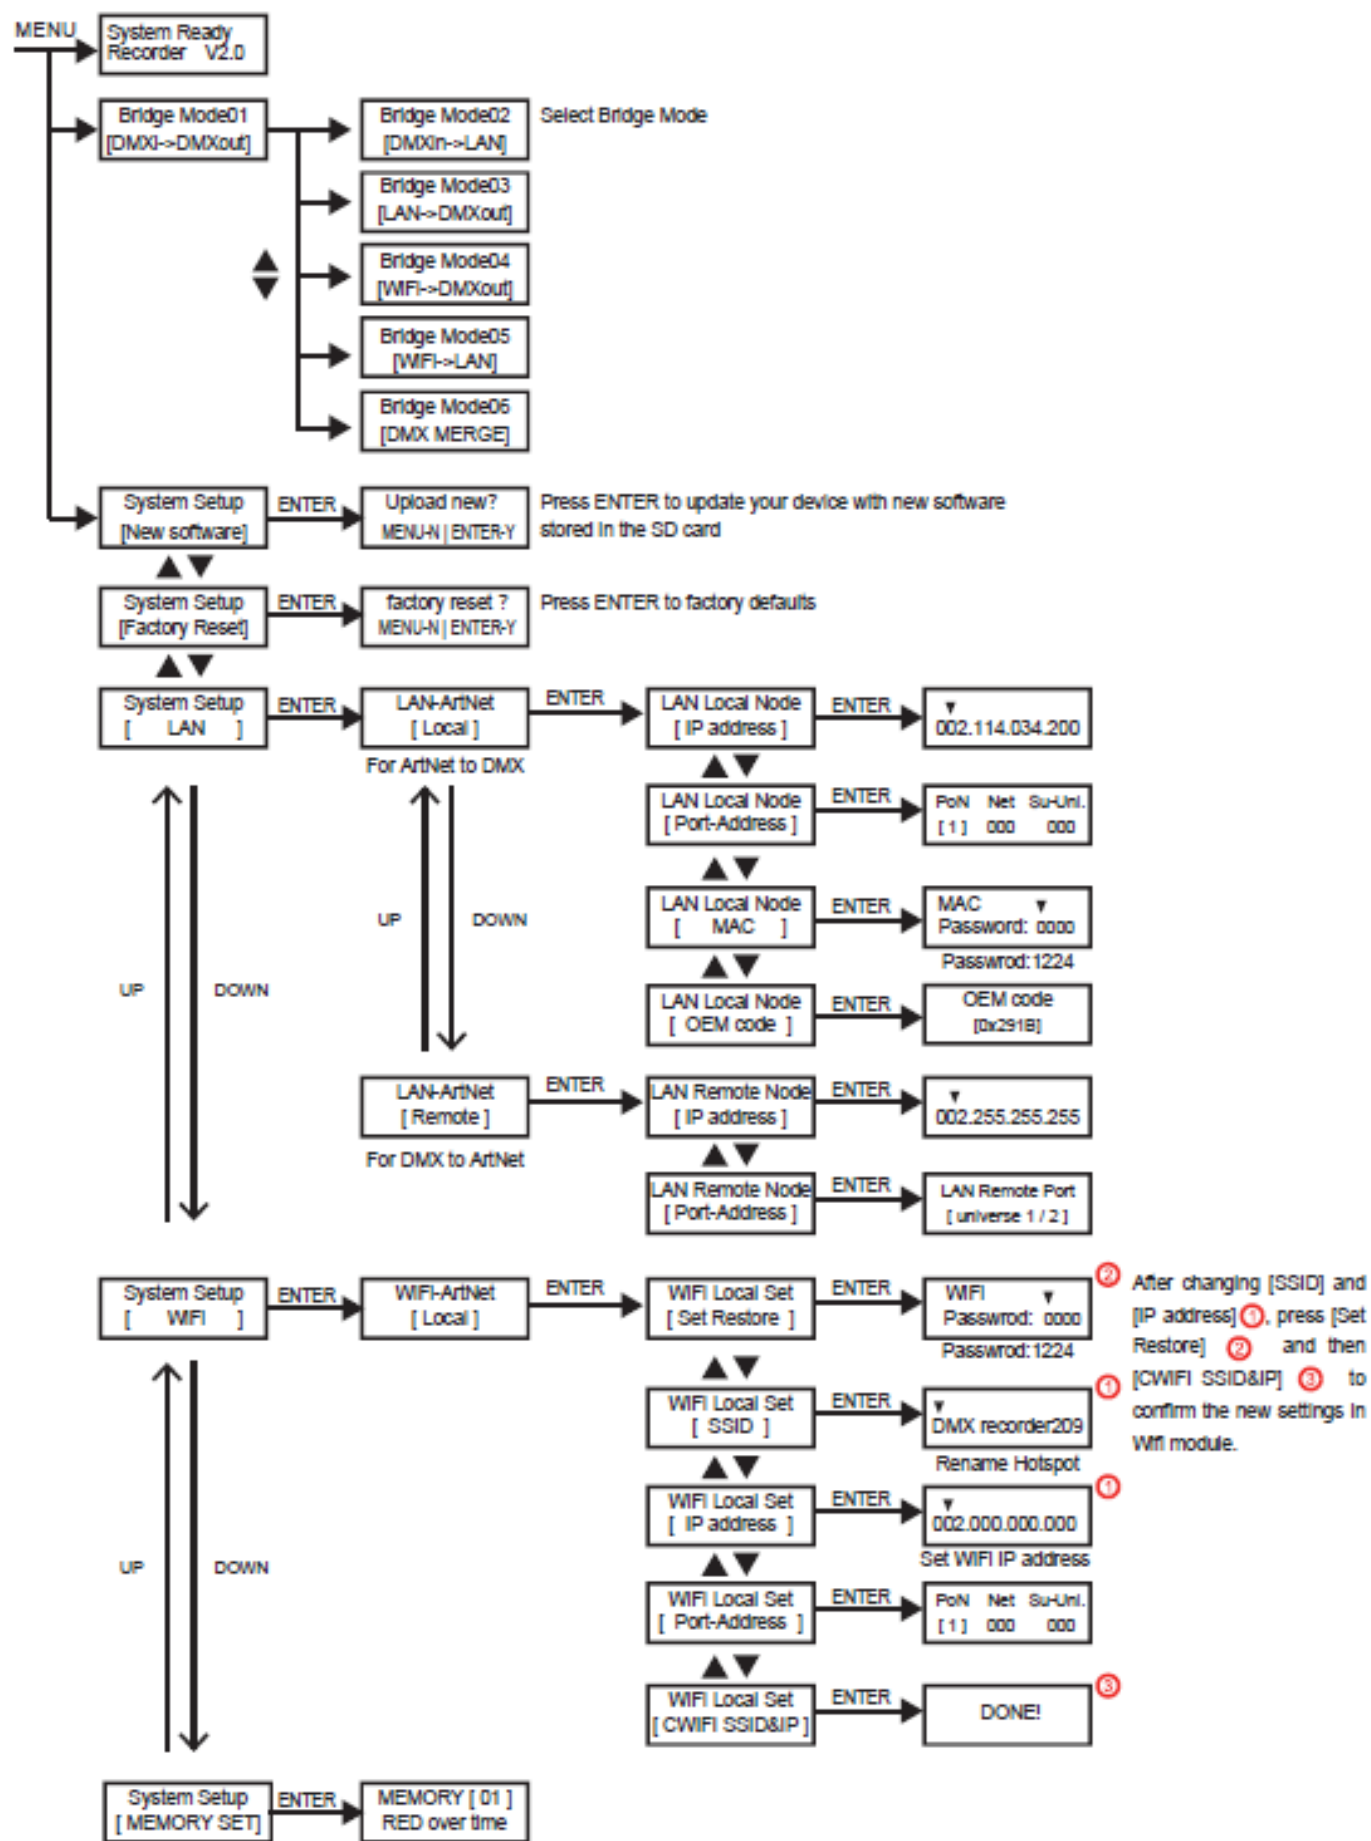 MENU
System Ready
Recorder V2.0
Bridge Mode01
[DMXI->DMXout]
Bridge Mode02
[DMXIn->LAN]
Select Bridge Mode
Bridge Mode03
[LAN->DMXout]
Bridge Mode04
[WIFI->DMXout]
Bridge Mode05
[WIFI->LAN]
Bridge Mode06
[DMX MERGE]
System Setup
[New software]
ENTER
Upload new?
MENU-N | ENTER-Y
Press ENTER to update your device with new software
stored in the SD card
System Setup
[Factory Reset]
ENTER
factory reset ?
MENU-N | ENTER-Y
Press ENTER to factory defaults
System Setup
[ LAN ]
ENTER
LAN-ArtNet
[ Local ]
For ArtNet to DMX
ENTER
LAN Local Node
[ IP address ]
ENTER
002.114.034.200
LAN Local Node
[ Port-Address ]
ENTER
PoN Net Su-Uni.
[ 1 ] 000 000
LAN Local Node
[ MAC ]
ENTER
MAC
Password: 0000
Passwrod:1224
UP
DOWN
LAN Local Node
[ OEM code ]
ENTER
OEM code
[0x291B]
UP
DOWN
LAN-ArtNet
[ Remote ]
For DMX to ArtNet
ENTER
LAN Remote Node
[ IP address ]
ENTER
002.255.255.255
LAN Remote Node
[ Port-Address ]
ENTER
LAN Remote Port
[ universe 1 / 2 ]
System Setup
[ WIFI ]
ENTER
WIFI-ArtNet
[ Local ]
ENTER
WIFI Local Set
[ Set Restore ]
ENTER
WIFI
Passwrod: 0000
Passwrod:1224
②
After changing [SSID] and
[IP address] ①, press [Set
Restore] ② and then
[CWIFI SSID&IP] ③ to
confirm the new settings in
Wifi module.
WIFI Local Set
[ SSID ]
ENTER
DMX recorder209
Rename Hotspot
①
WIFI Local Set
[ IP address ]
ENTER
002.000.000.000
Set WIFI IP address
①
UP
DOWN
WIFI Local Set
[ Port-Address ]
ENTER
PoN Net Su-Uni.
[ 1 ] 000 000
WIFI Local Set
[ CWIFI SSID&IP ]
ENTER
DONE!
③
System Setup
[ MEMORY SET]
ENTER
MEMORY [ 01 ]
RED over time